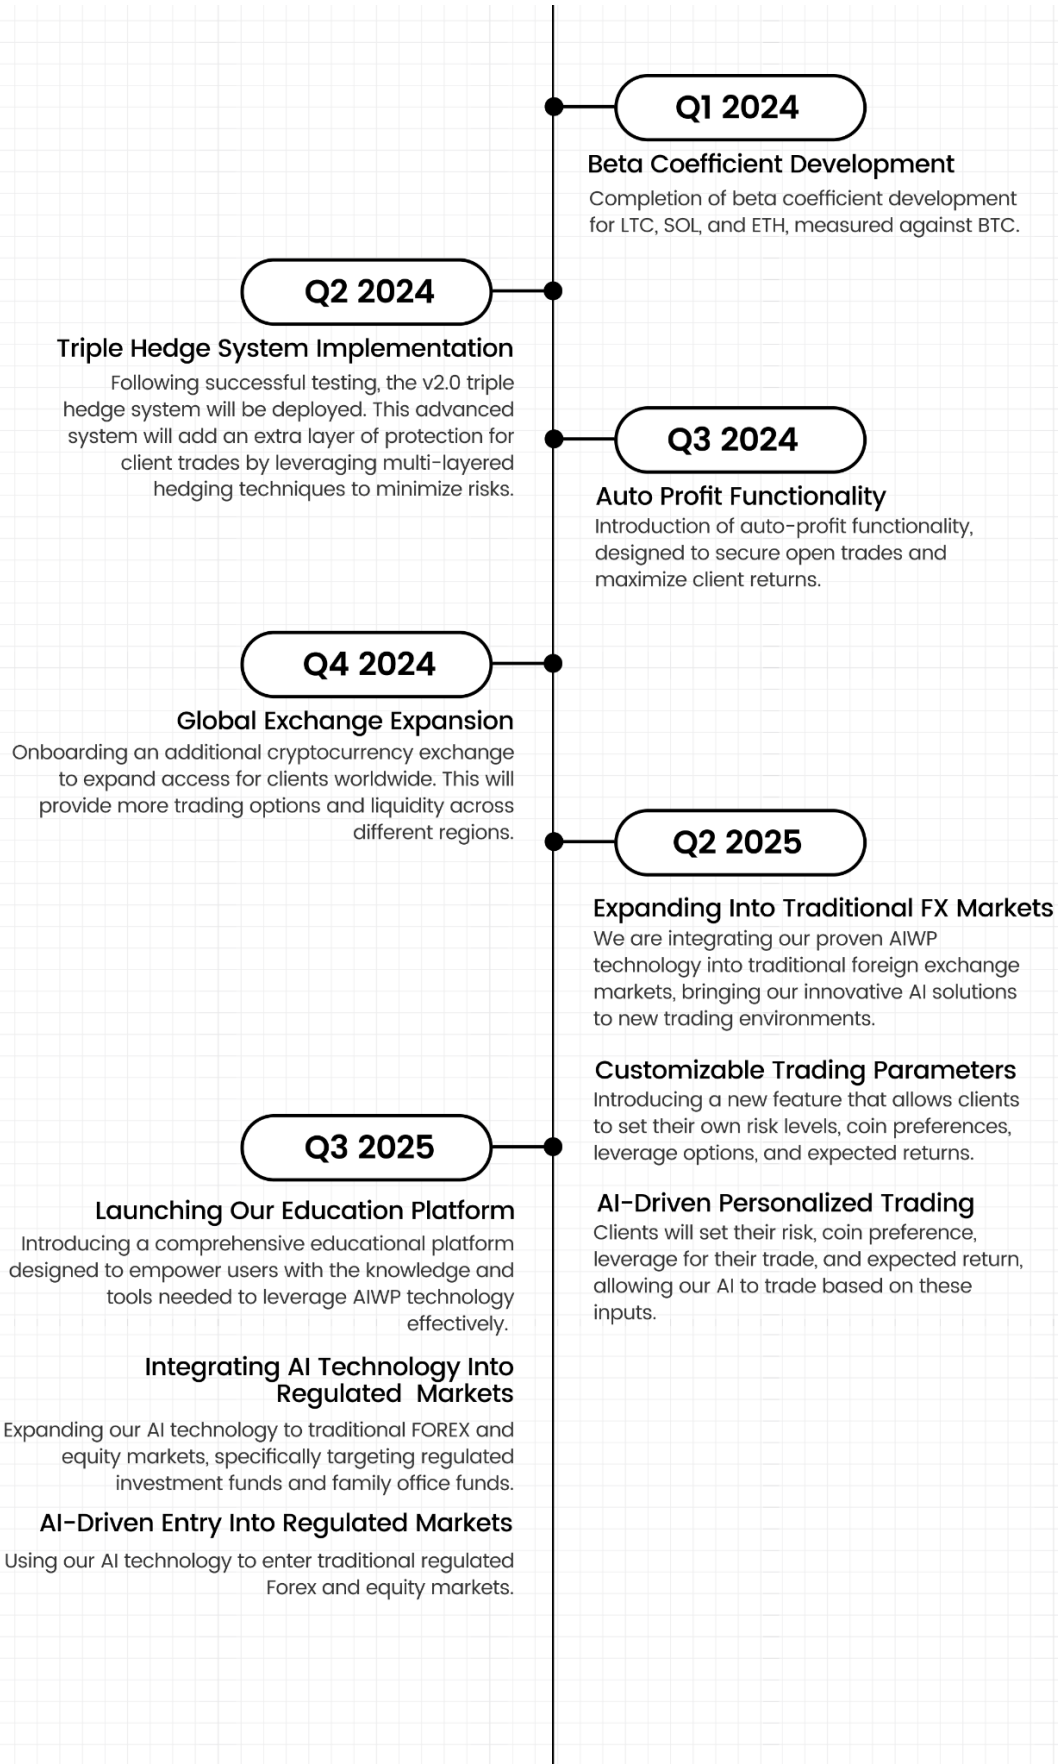 Q1 2024
Beta Coefficient Development
Completion of beta coefficient development
for LTC, SOL, and ETH, measured against BTC.
Q2 2024
Triple Hedge System Implementation
Following successful testing, the v2.0 triple
hedge system will be deployed. This advanced
system will add an extra layer of protection for
client trades by leveraging multi-layered
hedging techniques to minimize risks.
Q3 2024
Auto Profit Functionality
Introduction of auto-profit functionality,
designed to secure open trades and
maximize client returns.
Q4 2024
Global Exchange Expansion
Onboarding an additional cryptocurrency exchange
to expand access for clients worldwide. This will
provide more trading options and liquidity across
different regions.
Q2 2025
Expanding Into Traditional FX Markets
We are integrating our proven AIWP
technology into traditional foreign exchange
markets, bringing our innovative AI solutions
to new trading environments.
Customizable Trading Parameters
Introducing a new feature that allows clients
to set their own risk levels, coin preferences,
leverage options, and expected returns.
AI-Driven Personalized Trading
Clients will set their risk, coin preference,
leverage for their trade, and expected return,
allowing our AI to trade based on these
inputs.
Q3 2025
Launching Our Education Platform
Introducing a comprehensive educational platform
designed to empower users with the knowledge and
tools needed to leverage AIWP technology
effectively.
Integrating AI Technology Into
Regulated Markets
Expanding our AI technology to traditional FOREX and
equity markets, specifically targeting regulated
investment funds and family office funds.
AI-Driven Entry Into Regulated Markets
Using our AI technology to enter traditional regulated
Forex and equity markets.